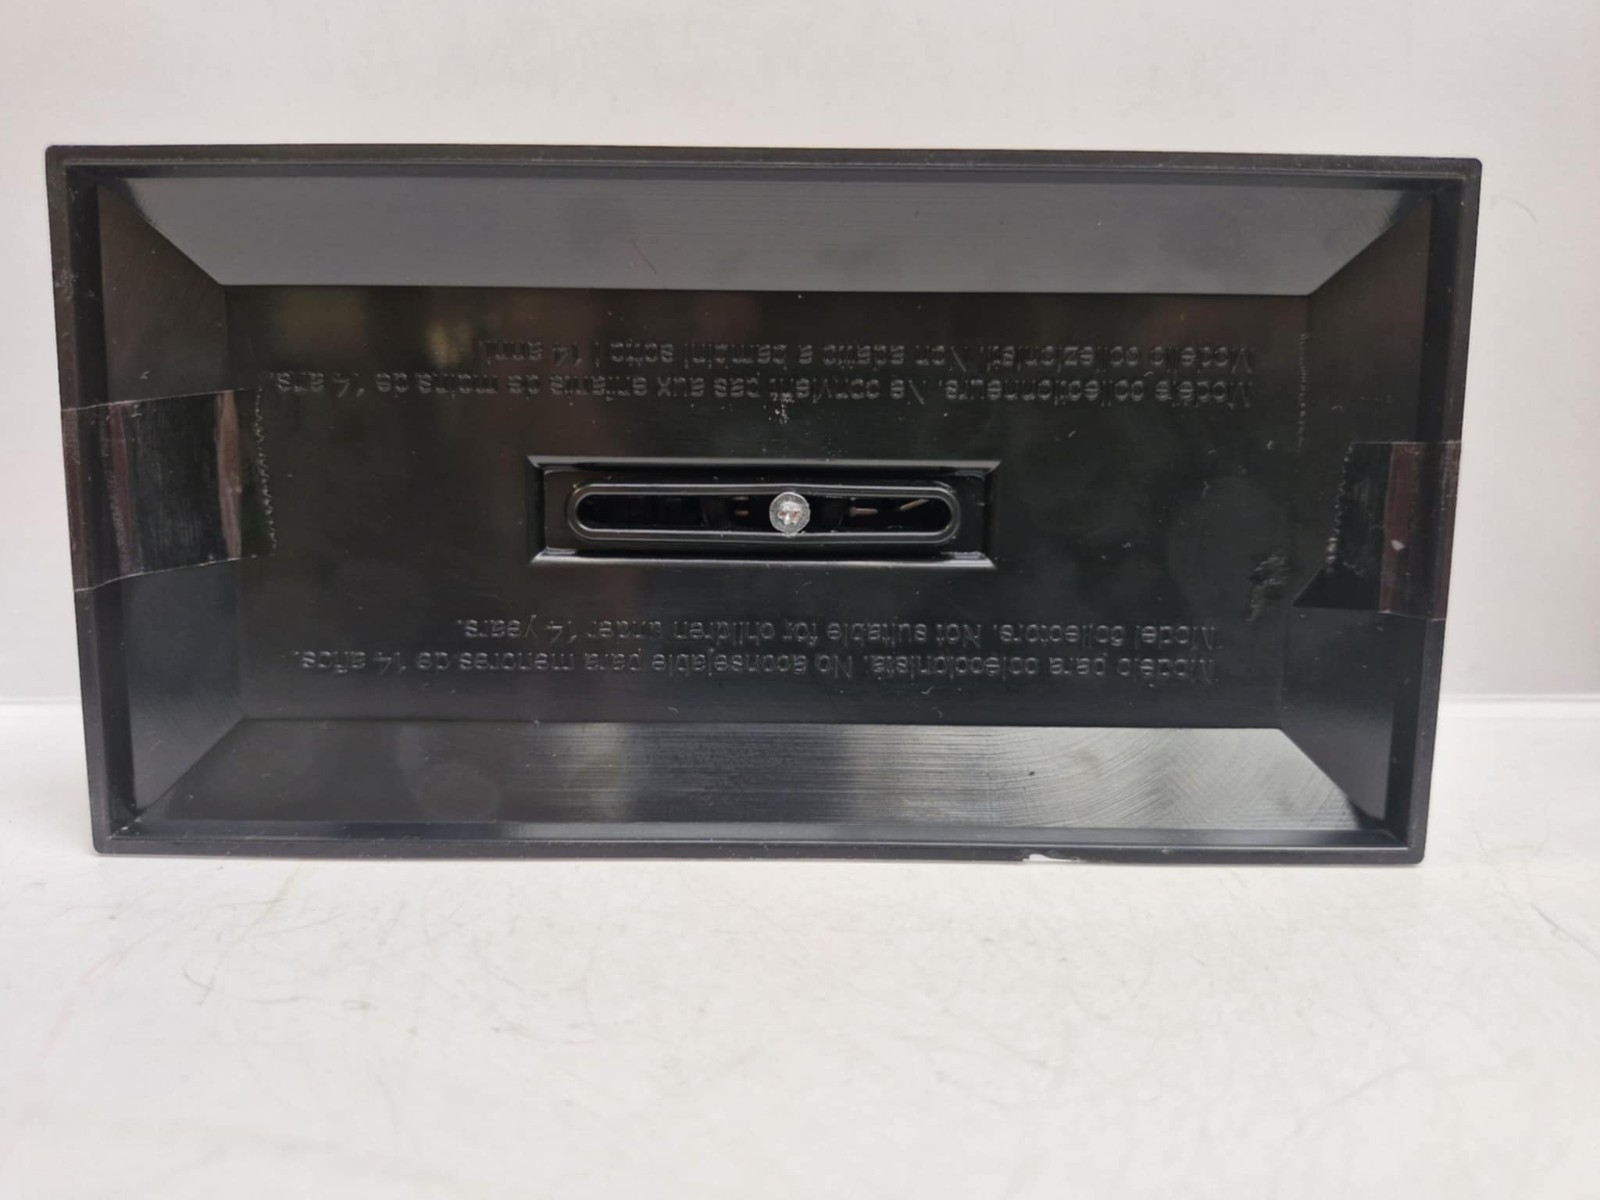 Modelo para coleccionista. No aconsejable para menores de 14 años.
Model collectors. Not suitable for children under 14 years.
Modèle collectionneurs. Ne convient pas aux enfants de moins de 14 ans.
Modello collezionisti. Non adatto a bambini sotto i 14 anni.